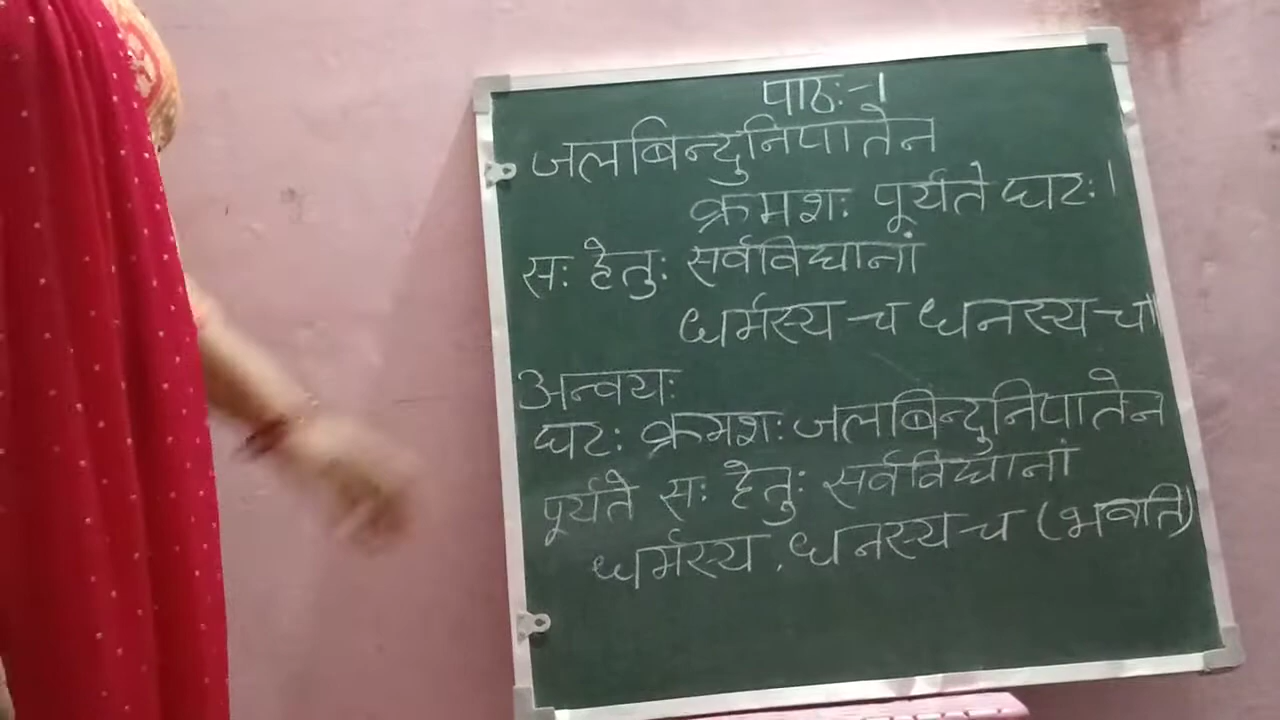 पाठः-1
जलबिन्दुनिपातेन
क्रमशः पूर्यते घटः।
सः हेतुः सर्वविद्यानां
धर्मस्य च धनस्य च॥
अन्वयः
घटः क्रमशः जलबिन्दुनिपातेन
पूर्यते सः हेतुः सर्वविद्यानां
धर्मस्य . धनस्य च (भवति)